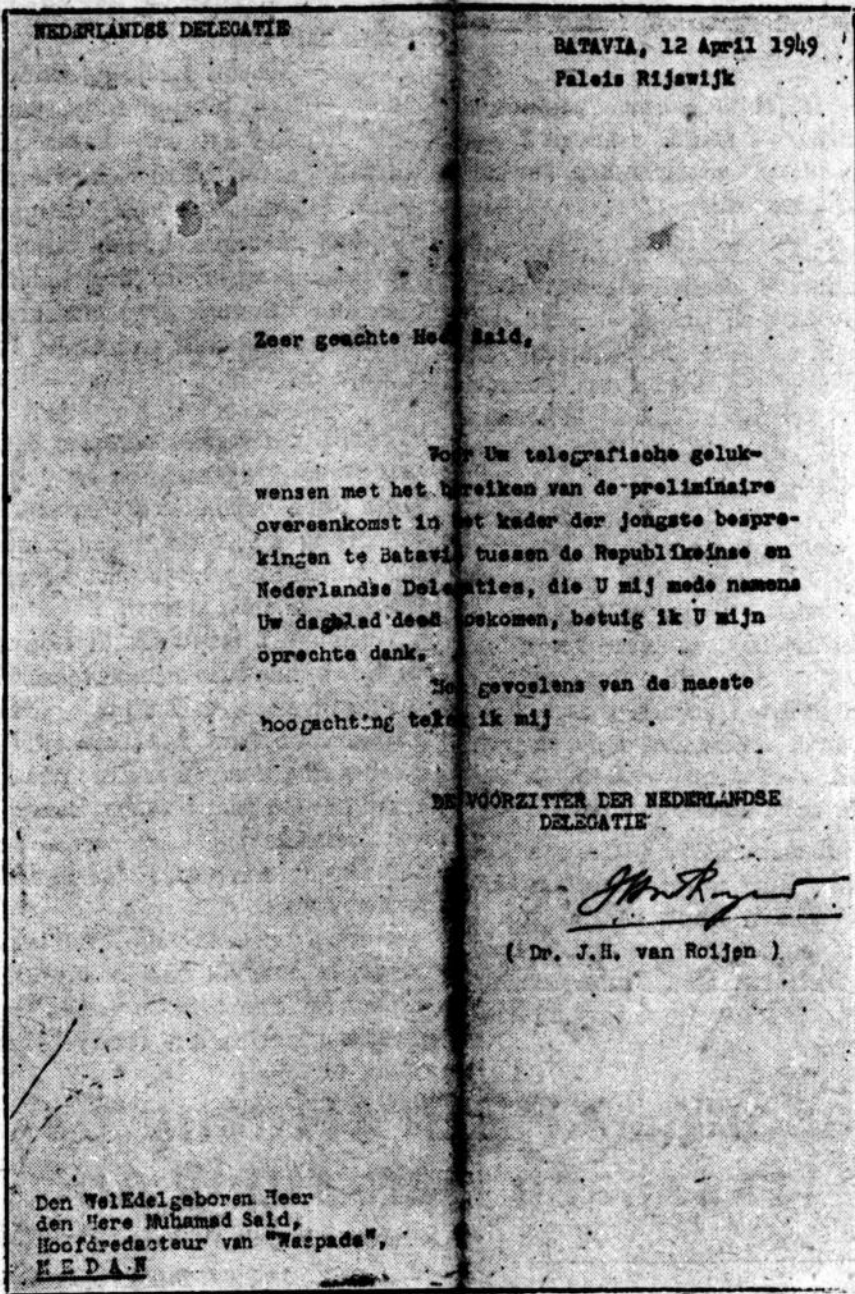 NEDERLANDSE DELEGATIE
BATAVIA, 12 April 1949
Paleis Rijswijk
Zeer geachte Heer Said,
Voor Uw telegrafische geluk-
wensen met het bereiken van de preliminaire
overeenkomst in het kader der jongste bespre-
kingen te Batavia tussen de Republikeinse en
Nederlandse Delegaties, die U mij mede namens
Uw dagblad deed toekomen, betuig ik U mijn
oprechte dank.
Met gevoelens van de meeste
hoogachting teken ik mij
DE VOORZITTER DER NEDERLANDSE
DELEGATIE
( Dr. J.H. van Roijen )
Den WelEdelgeboren Heer
den Here Muhamad Said,
Hoofdredacteur van "Waspada",
MEDAN